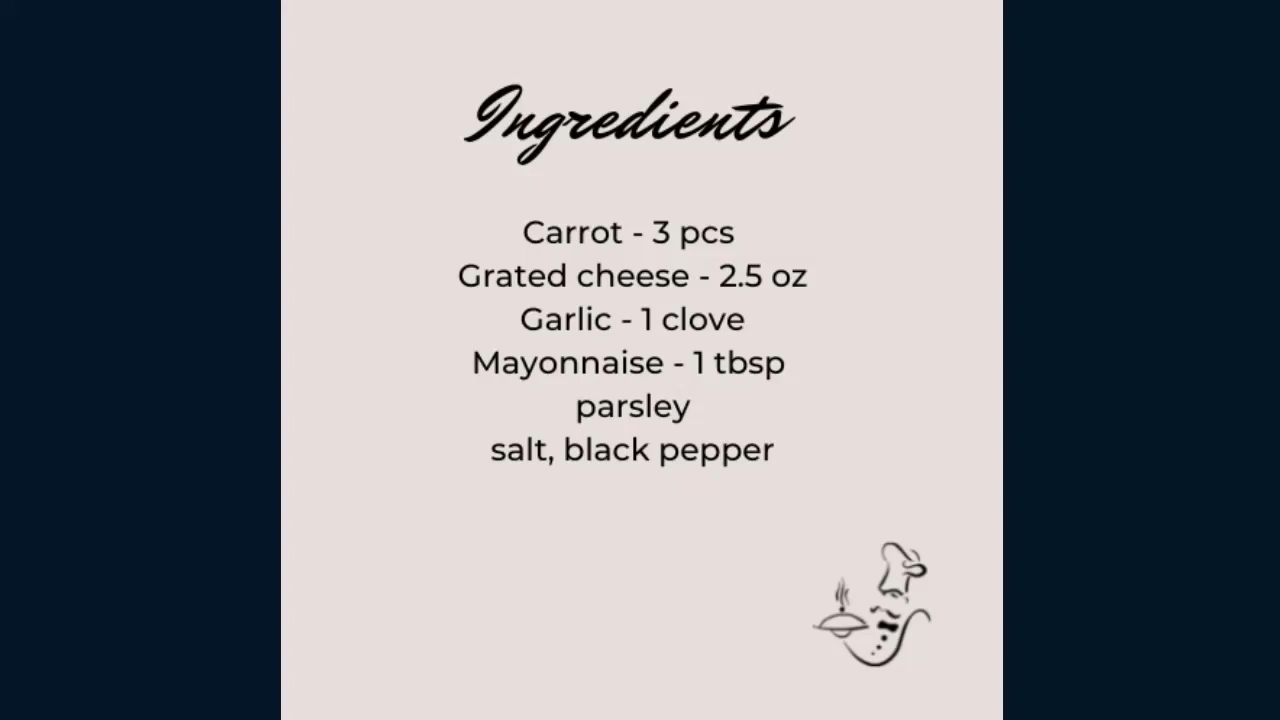 Ingredients
Carrot - 3 pcs
Grated cheese - 2.5 oz
Garlic - 1 clove
Mayonnaise - 1 tbsp
parsley
salt, black pepper